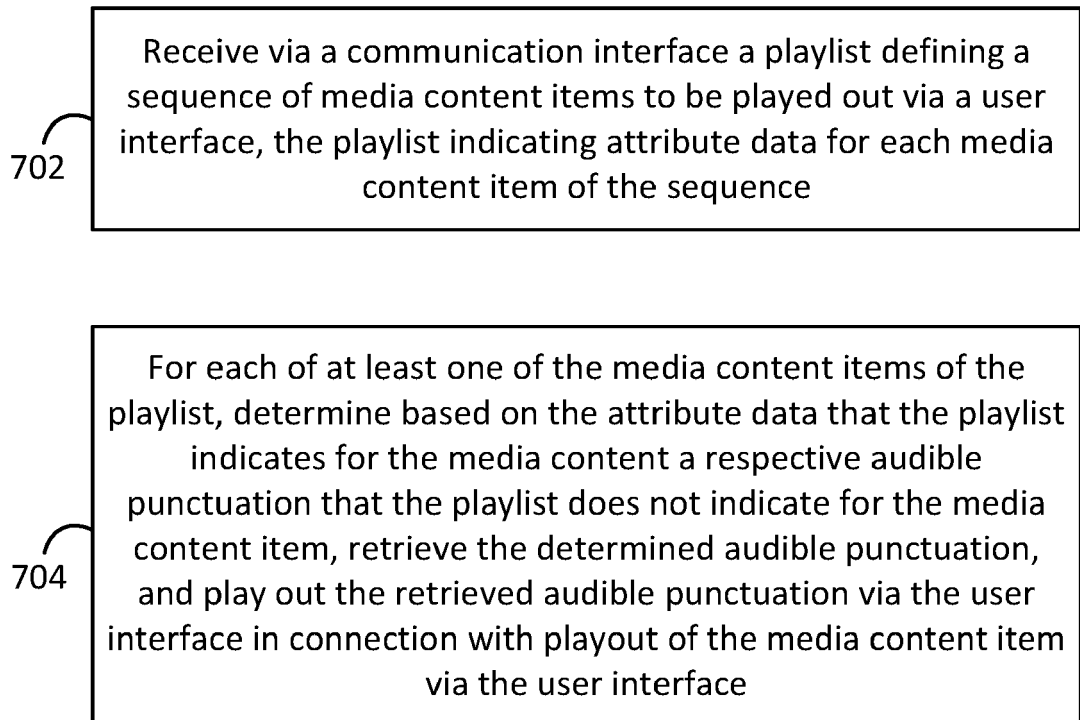 Receive via a communication interface a playlist defining a
sequence of media content items to be played out via a user
interface, the playlist indicating attribute data for each media
content item of the sequence
702
For each of at least one of the media content items of the
playlist, determine based on the attribute data that the playlist
indicates for the media content a respective audible
punctuation that the playlist does not indicate for the media
content item, retrieve the determined audible punctuation,
and play out the retrieved audible punctuation via the user
interface in connection with playout of the media content item
via the user interface
704